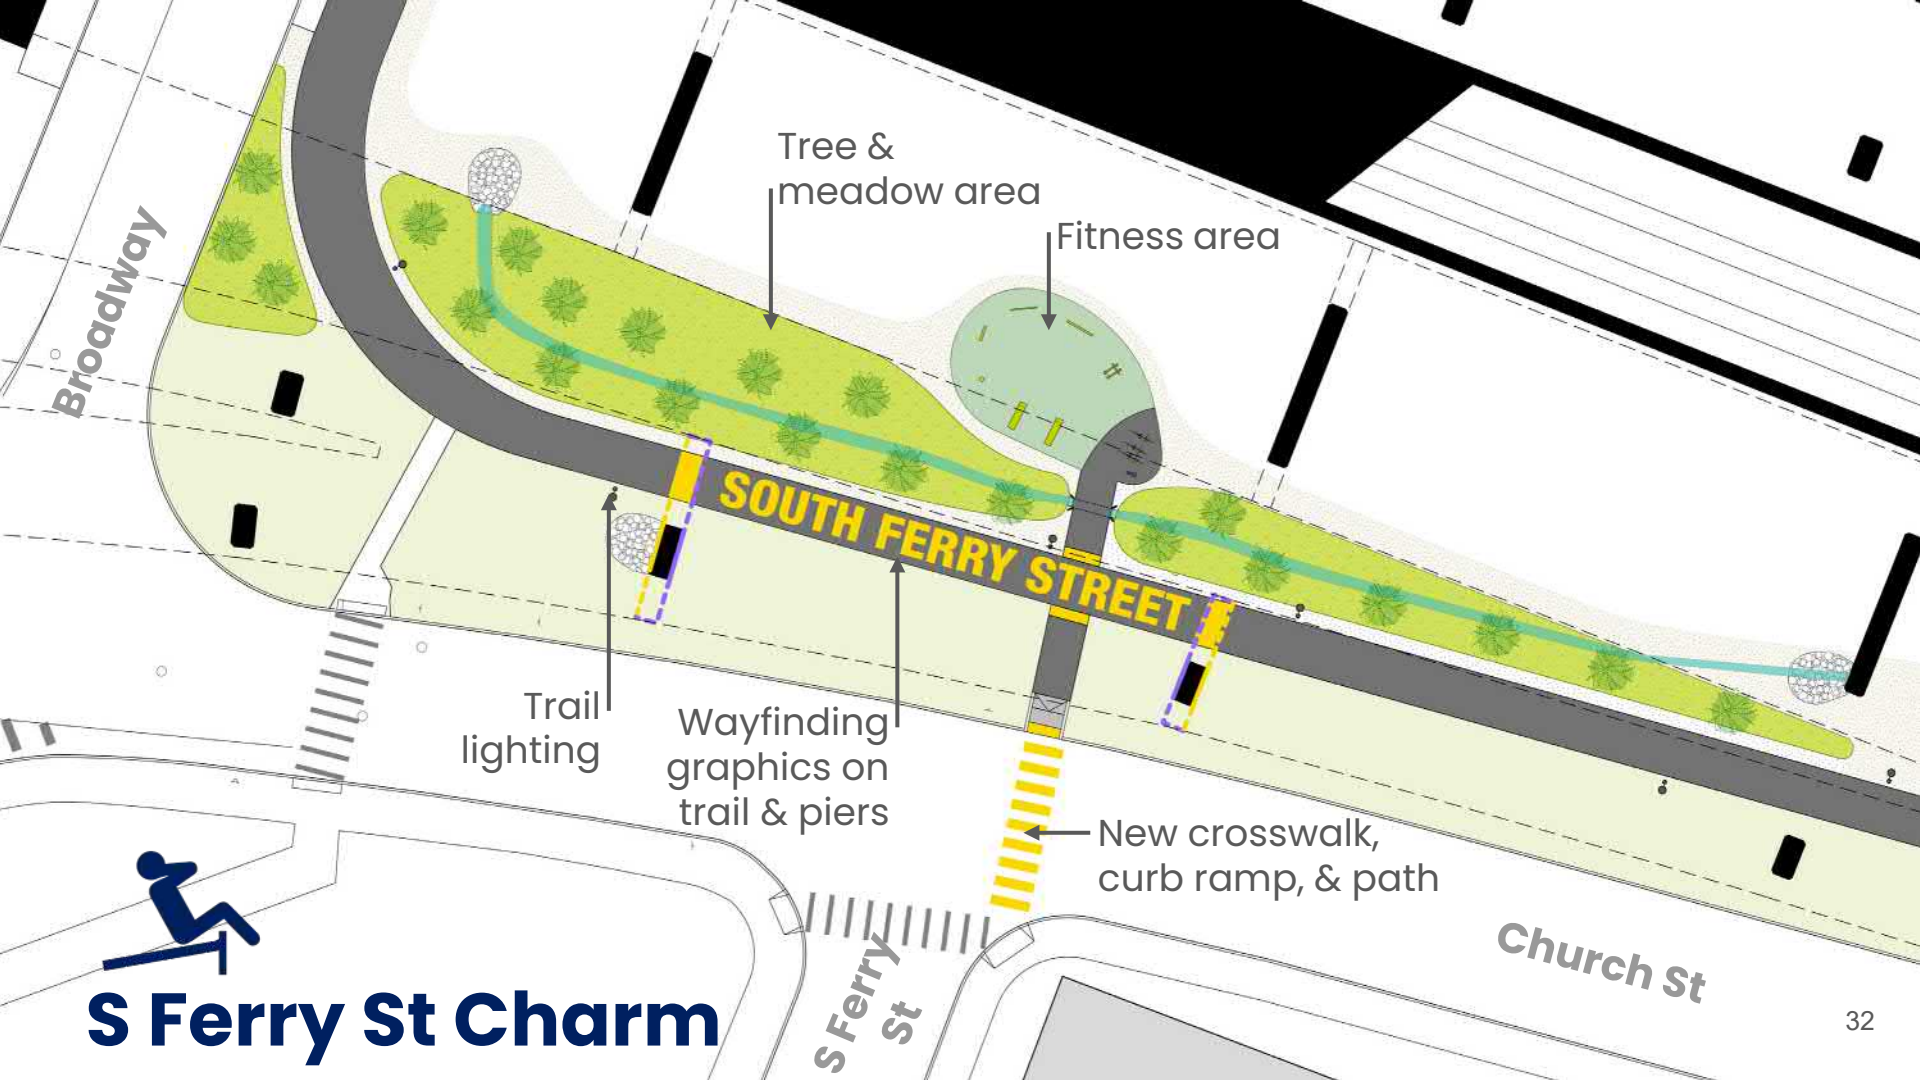 Tree &
meadow area
Fitness area
Broadway
SOUTH FERRY STREET
Trail
lighting
Wayfinding
graphics on
trail & piers
New crosswalk,
curb ramp, & path
Church St
S Ferry
St
S Ferry St Charm
32